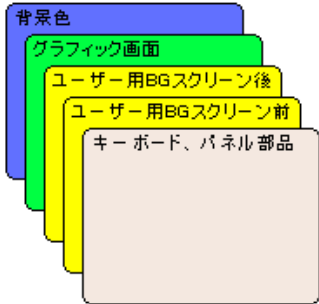 背景色
グラフィック画面
ユーザー用BGスクリーン後
ユーザー用BGスクリーン前
キーボード、パネル部品